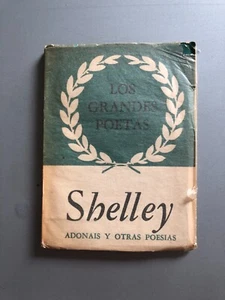 LOS
GRANDES
POETAS
Shelley
ADONAIS Y OTRAS POESIAS